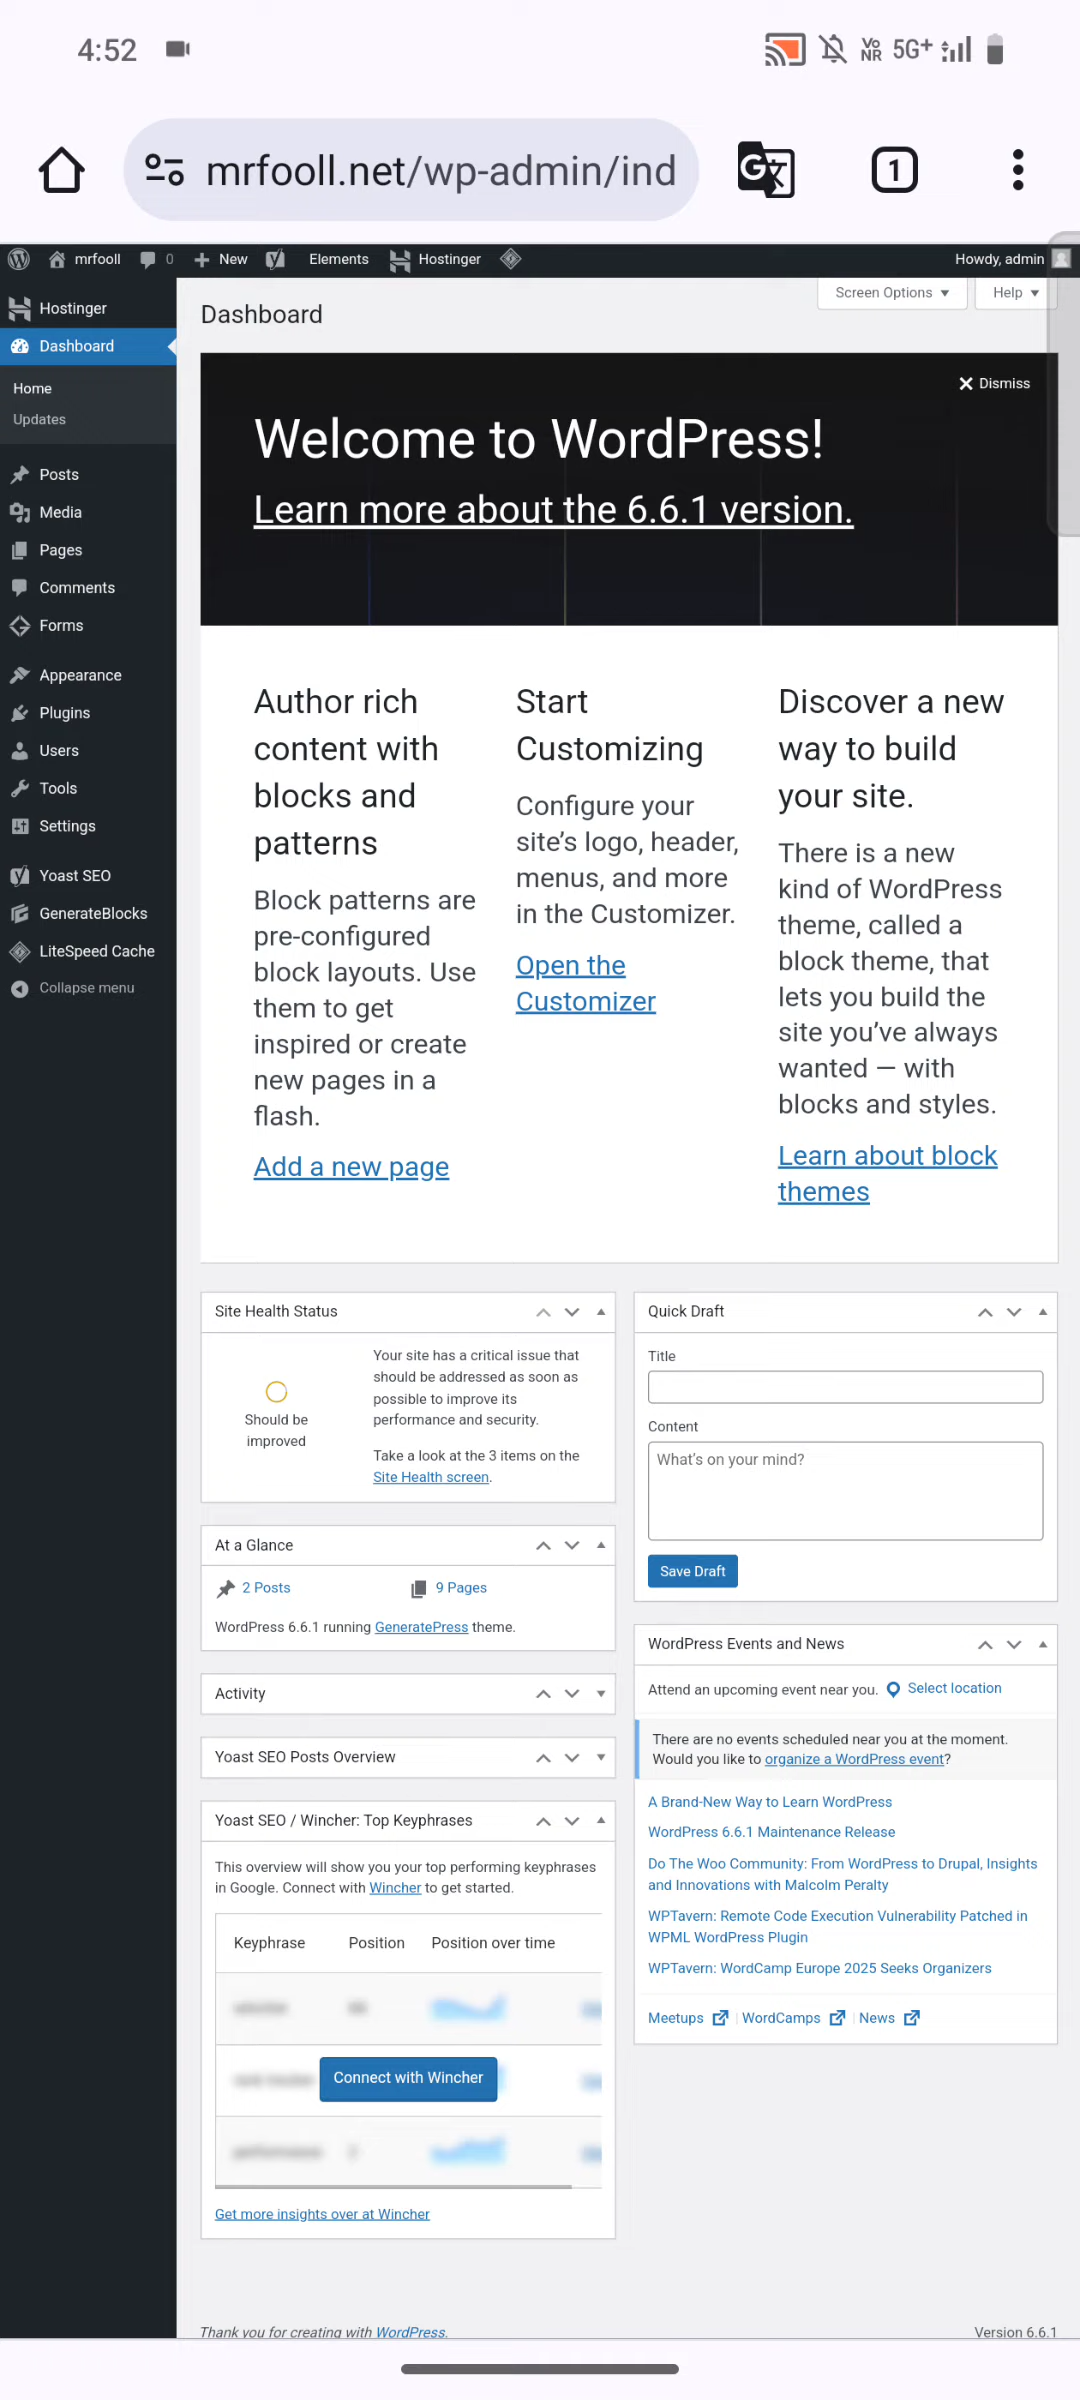 4:52
Vo NR 5G+
mrfooll.net/wp-admin/ind
G
1
mrfooll 0 New Elements Hostinger Howdy, admin
Hostinger
Dashboard
Home
Updates
Posts
Media
Pages
Comments
Forms
Appearance
Plugins
Users
Tools
Settings
Yoast SEO
GenerateBlocks
LiteSpeed Cache
Collapse menu
Screen Options Help
Dashboard
Dismiss
Welcome to WordPress!
Learn more about the 6.6.1 version.
Author rich
content with
blocks and
patterns
Block patterns are
pre-configured
block layouts. Use
them to get
inspired or create
new pages in a
flash.
Add a new page
Start
Customizing
Configure your
site’s logo, header,
menus, and more
in the Customizer.
Open the
Customizer
Discover a new
way to build
your site.
There is a new
kind of WordPress
theme, called a
block theme, that
lets you build the
site you’ve always
wanted — with
blocks and styles.
Learn about block
themes
Site Health Status
Should be
improved
Your site has a critical issue that
should be addressed as soon as
possible to improve its
performance and security.
Take a look at the 3 items on the
Site Health screen.
At a Glance
2 Posts
9 Pages
WordPress 6.6.1 running GeneratePress theme.
Activity
Yoast SEO Posts Overview
Yoast SEO / Wincher: Top Keyphrases
This overview will show you your top performing keyphrases
in Google. Connect with Wincher to get started.
Keyphrase Position Position over time
Connect with Wincher
Get more insights over at Wincher
Quick Draft
Title
Content
What’s on your mind?
Save Draft
WordPress Events and News
Attend an upcoming event near you. Select location
There are no events scheduled near you at the moment.
Would you like to organize a WordPress event?
A Brand-New Way to Learn WordPress
WordPress 6.6.1 Maintenance Release
Do The Woo Community: From WordPress to Drupal, Insights
and Innovations with Malcolm Peralty
WPTavern: Remote Code Execution Vulnerability Patched in
WPML WordPress Plugin
WPTavern: WordCamp Europe 2025 Seeks Organizers
Meetups | WordCamps | News
Thank you for creating with WordPress.
Version 6.6.1